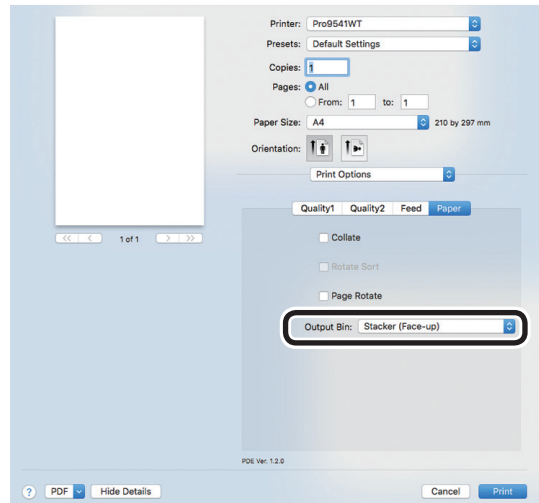 Printer: Pro9541WT
Presets: Default Settings
Copies: 1
Pages: All
From: 1 to: 1
Paper Size: A4 210 by 297 mm
Orientation:
Print Options
Quality1 Quality2 Feed Paper
<< < 1 of 1 > >>
Collate
Rotate Sort
Page Rotate
Output Bin: Stacker (Face-up)
PDE Ver. 1.2.0
? PDF Hide Details Cancel Print